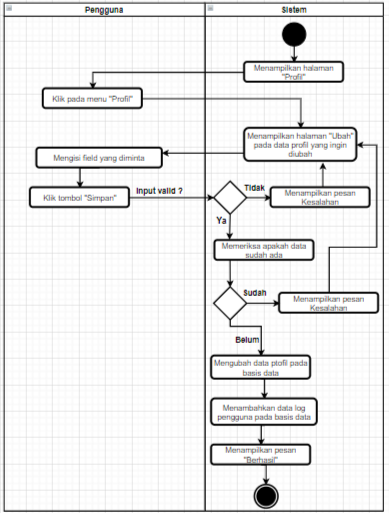 Pengguna
Sistem
Menampilkan halaman
"Profil"
Klik pada menu "Profil"
Menampilkan halaman "Ubah"
pada data profil yang ingin
diubah
Mengisi field yang diminta
Klik tombol "Simpan"
Input valid ?
Tidak
Menampilkan pesan
Kesalahan
Ya
Memeriksa apakah data
sudah ada
Sudah
Menampilkan pesan
Kesalahan
Belum
Mengubah data ptofil pada
basis data
Menambahkan data log
pengguna pada basis data
Menampilkan pesan
"Berhasil"